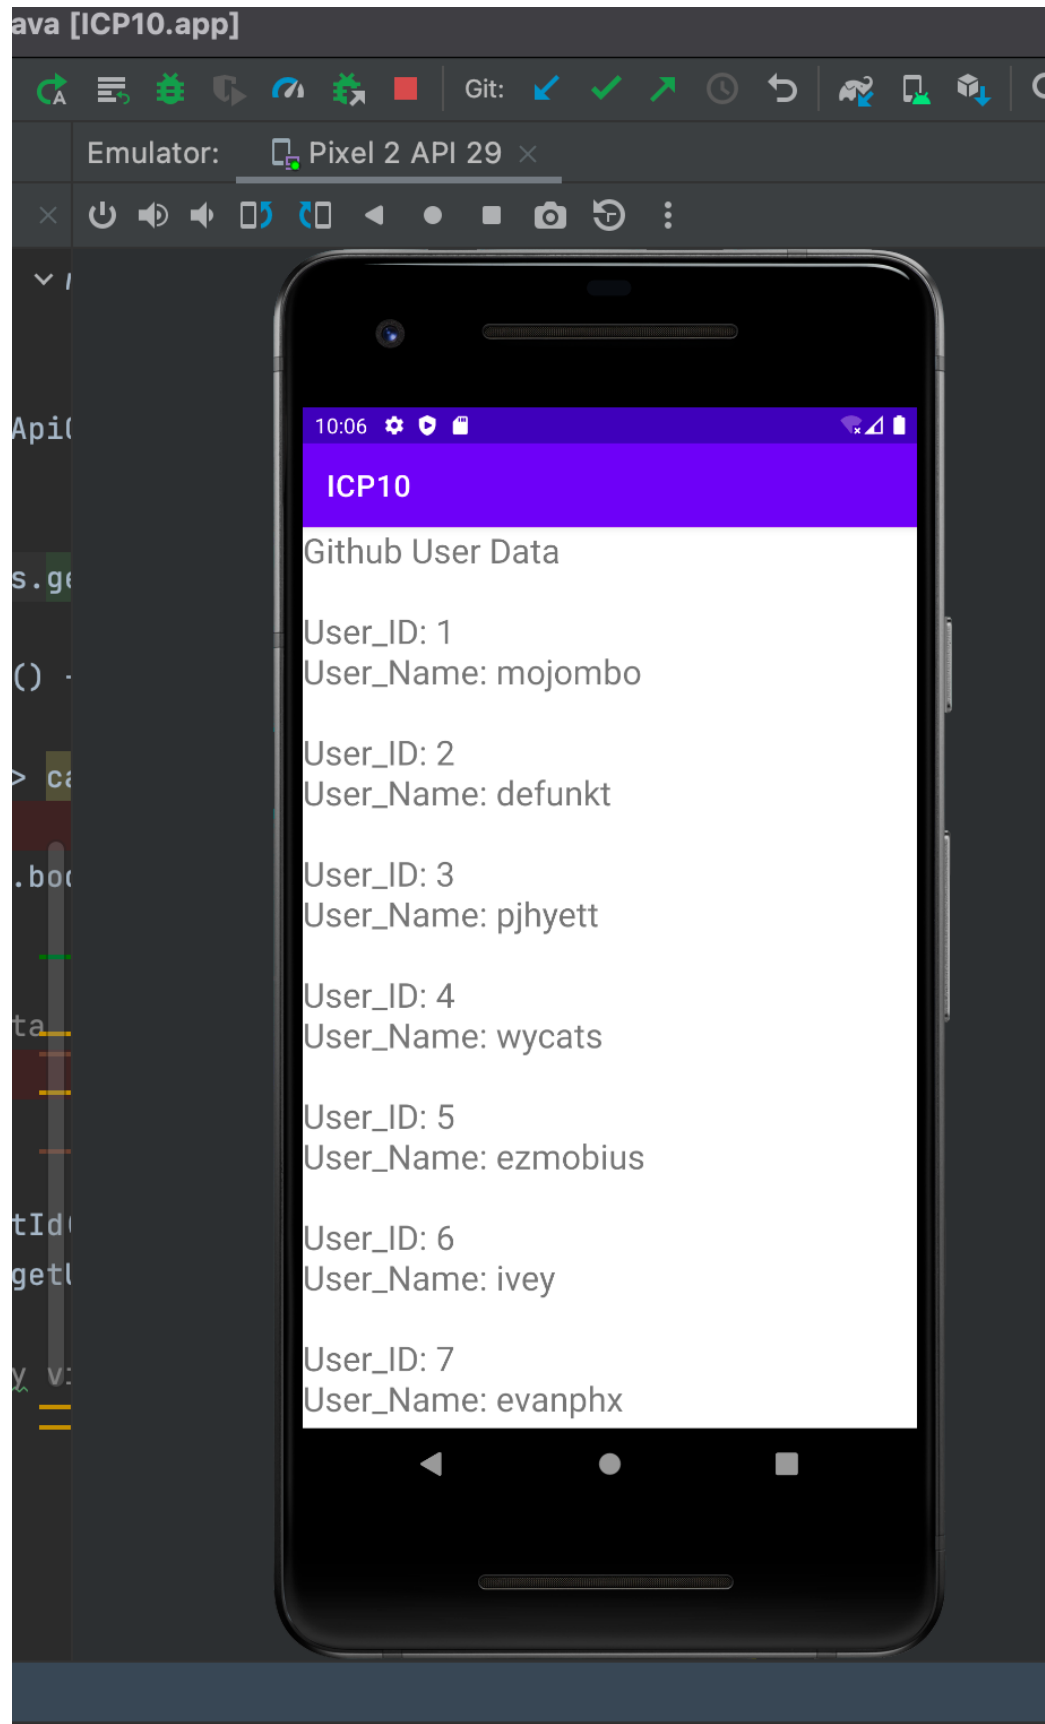 ava [ICP10.app]
Git:
Emulator: Pixel 2 API 29
10:06
ICP10
Github User Data
User_ID: 1
User_Name: mojombo
User_ID: 2
User_Name: defunkt
User_ID: 3
User_Name: pjhyett
User_ID: 4
User_Name: wycats
User_ID: 5
User_Name: ezmobius
User_ID: 6
User_Name: ivey
User_ID: 7
User_Name: evanphx